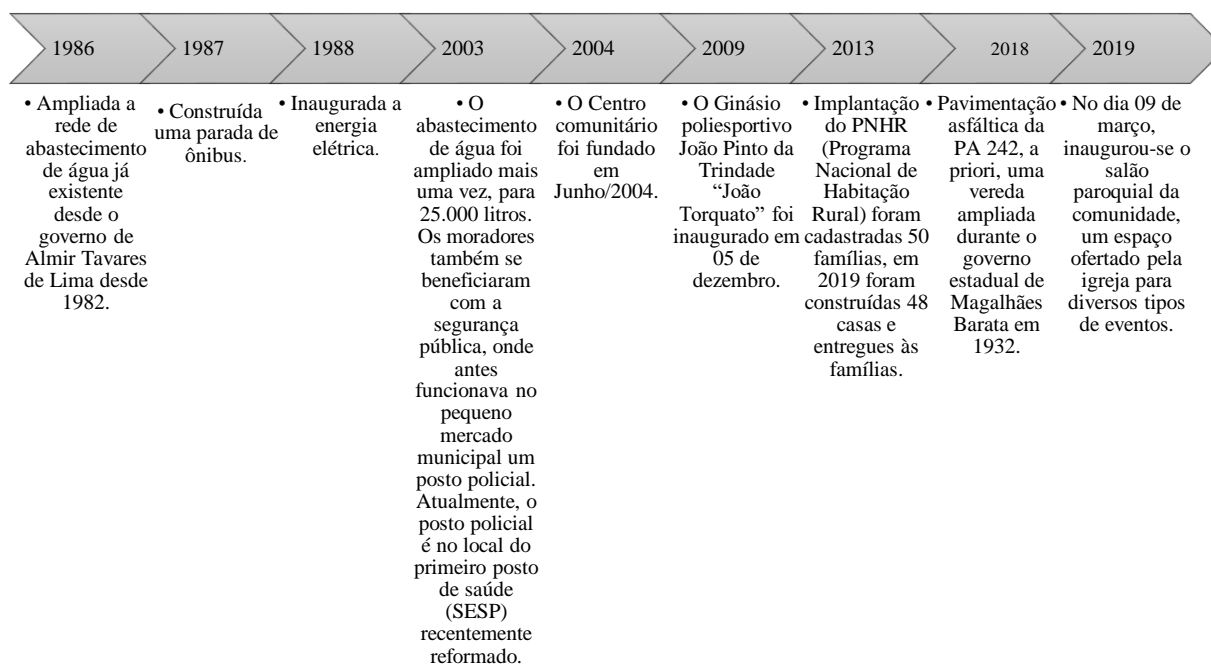 1986
1987
1988
2003
2004
2009
2013
2018
2019
• Ampliada a
rede de
abastecimento
de água já
existente
desde o
governo de
Almir Tavares
de Lima desde
1982.
• Construída
uma parada de
ônibus.
• Inaugurada a
energia
elétrica.
• O
abastecimento
de água foi
ampliado mais
uma vez, para
25.000 litros.
Os moradores
também se
beneficiaram
com a
segurança
pública, onde
antes
funcionava no
pequeno
mercado
municipal um
posto policial.
Atualmente, o
posto policial
é no local do
primeiro posto
de saúde
(SESP)
recentemente
reformado.
• O Centro
comunitário
foi fundado
em
Junho/2004.
• O Ginásio
poliesportivo
João Pinto da
Trindade
“João
Torquato” foi
inaugurado em
05 de
dezembro.
• Implantação
do PNHR
(Programa
Nacional de
Habitação
Rural) foram
cadastradas 50
famílias, em
2019 foram
construídas 48
casas e
entregues às
famílias.
• Pavimentação
asfáltica da
PA 242, a
priori, uma
vereda
ampliada
durante o
governo
estadual de
Magalhães
Barata em
1932.
• No dia 09 de
março,
inaugurou-se o
salão
paroquial da
comunidade,
um espaço
ofertado pela
igreja para
diversos tipos
de eventos.